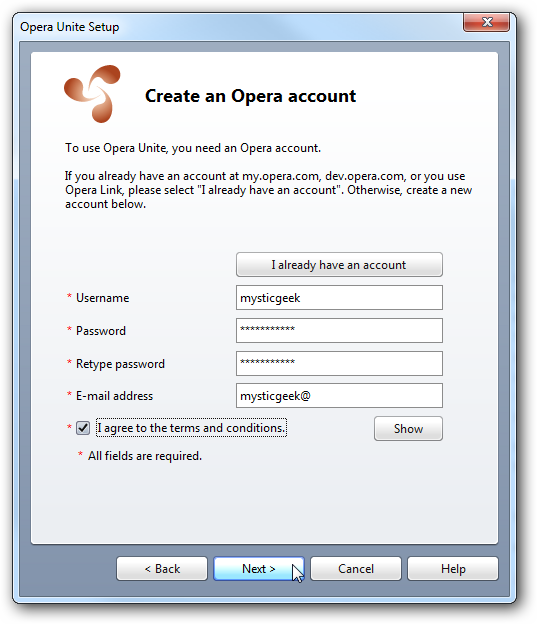 Opera Unite Setup
Create an Opera account
To use Opera Unite, you need an Opera account.
If you already have an account at my.opera.com, dev.opera.com, or you use
Opera Link, please select "I already have an account". Otherwise, create a new
account below.
I already have an account
* Username mysticgeek
* Password ***********
* Retype password ***********
* E-mail address mysticgeek@
* I agree to the terms and conditions. Show
* All fields are required.
< Back Next > Cancel Help